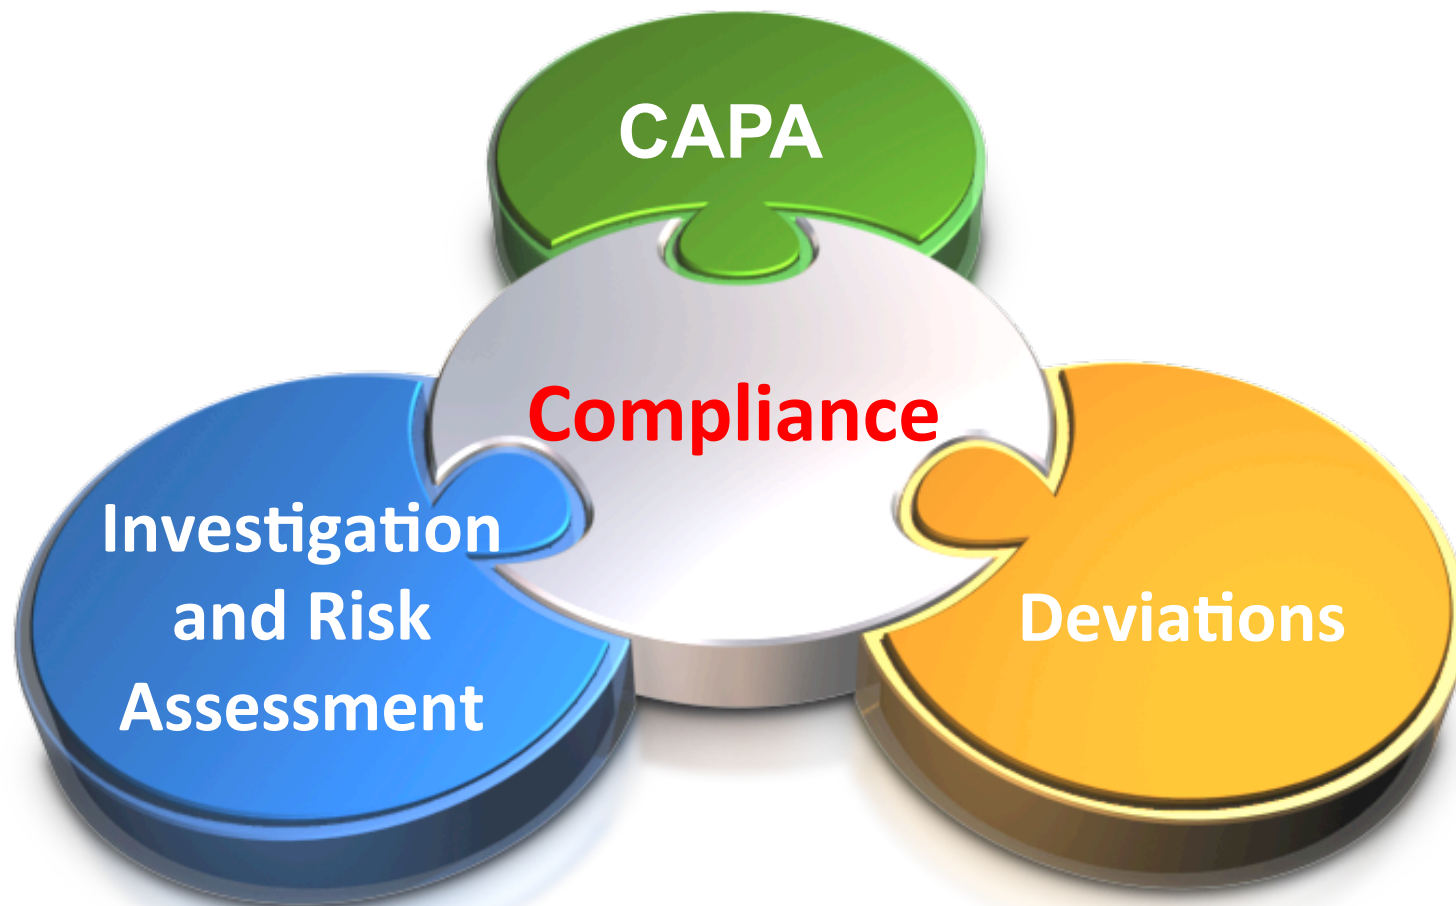 CAPA
Compliance
Investigation
and Risk
Assessment
Deviations